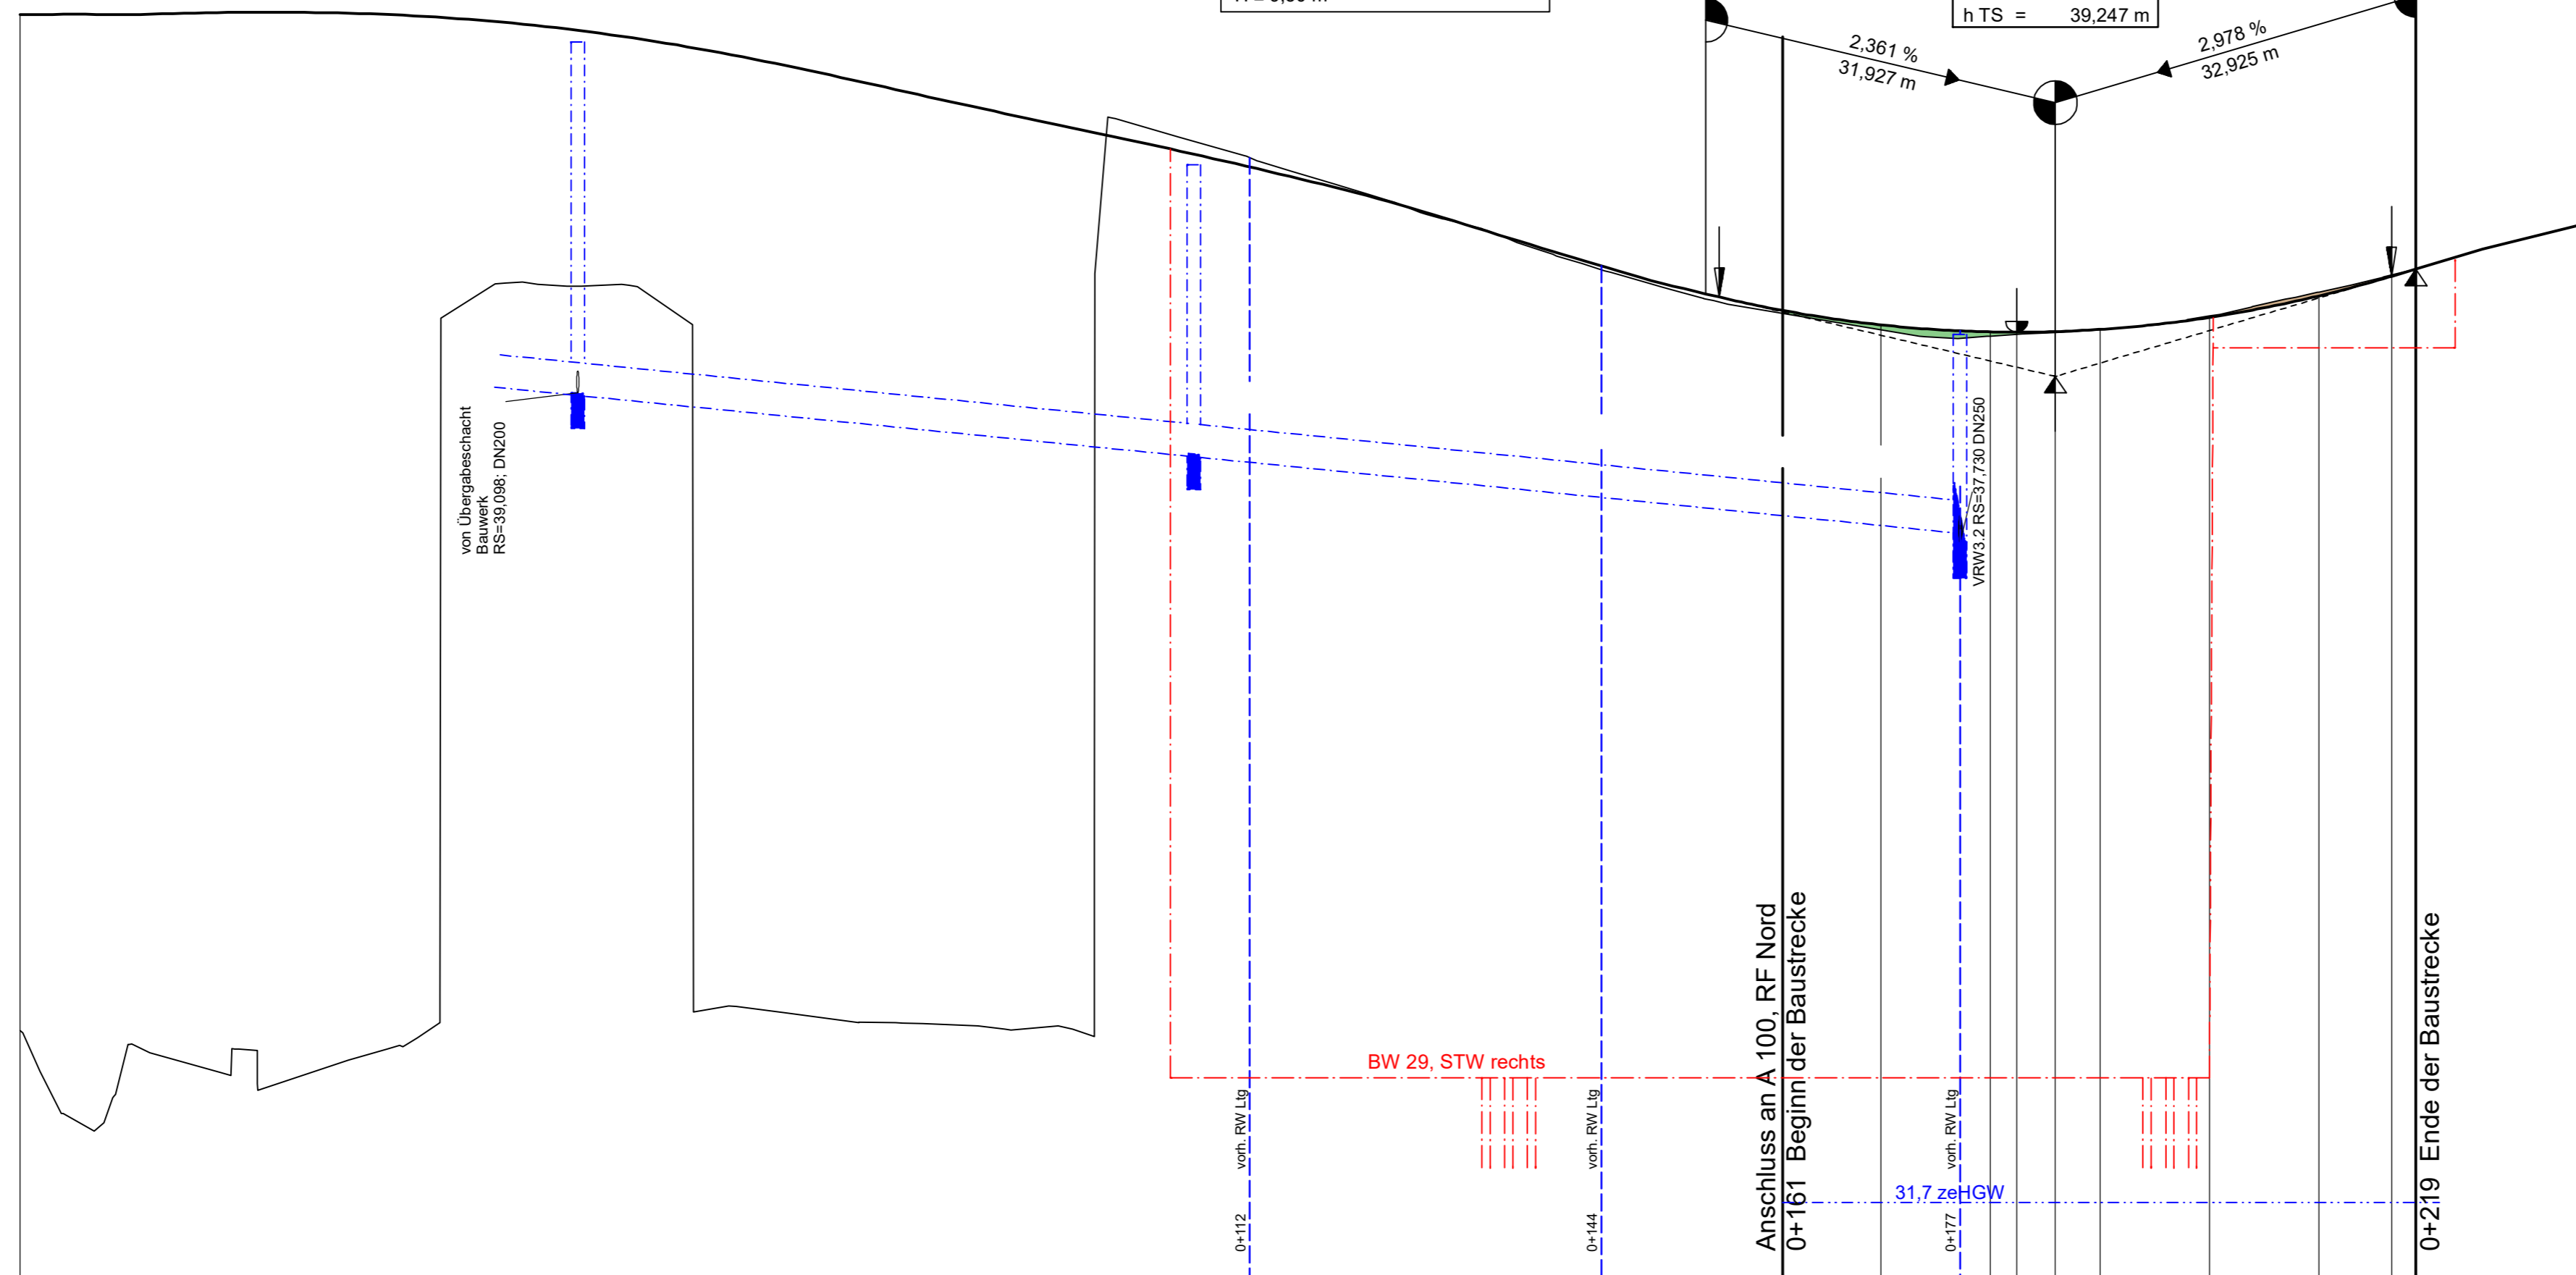 h TS = 39,247 m
2,361 %
31,927 m
2,978 %
32,925 m
von Übergabeschacht
Bauwerk
RS=39,098; DN200
VRW3.2 RS=37,730 DN250
BW 29, STW rechts
vorh. RW Ltg
0+112
vorh. RW Ltg
0+144
Anschluss an A 100, RF Nord
0+161 Beginn der Baustrecke
vorh. RW Ltg
0+177
31,7 zeHGW
0+219 Ende der Baustrecke